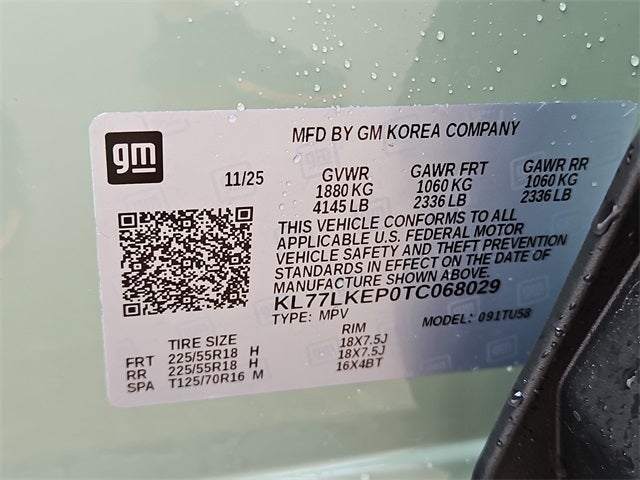 MFD BY GM KOREA COMPANY
gm
11/25 GVWR GAWR FRT GAWR RR
1880 KG 1060 KG 1060 KG
4145 LB 2336 LB 2336 LB
THIS VEHICLE CONFORMS TO ALL
APPLICABLE U.S. FEDERAL MOTOR
VEHICLE SAFETY AND THEFT PREVENTION
STANDARDS IN EFFECT ON THE DATE OF
MANUFACTURE SHOWN ABOVE.
KL77LKEP0TC068029
TYPE: MPV MODEL: 091TU58
TIRE SIZE RIM
FRT 225/55R18 H 18X7.5J
RR 225/55R18 H 18X7.5J
SPA T125/70R16 M 16X4BT